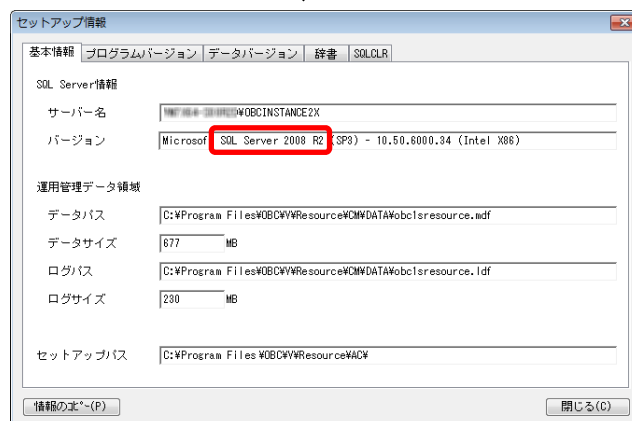 セットアップ情報
基本情報 プログラムバージョン データバージョン 辞書 SQLCLR
SQL Server情報
サーバー名 ¥OBCINSTANCE2X
バージョン Microsof SQL Server 2008 R2 (SP3) - 10.50.6000.34 (Intel X86)
運用管理データ領域
データパス C:¥Program Files¥OBC¥V¥Resource¥CM¥DATA¥obc1sresource.mdf
データサイズ 677 MB
ログパス C:¥Program Files¥OBC¥V¥Resource¥CM¥DATA¥obc1sresource.ldf
ログサイズ 230 MB
セットアップパス C:¥Program Files¥OBC¥V¥Resource¥AC¥
情報のコピー(P) 閉じる(C)